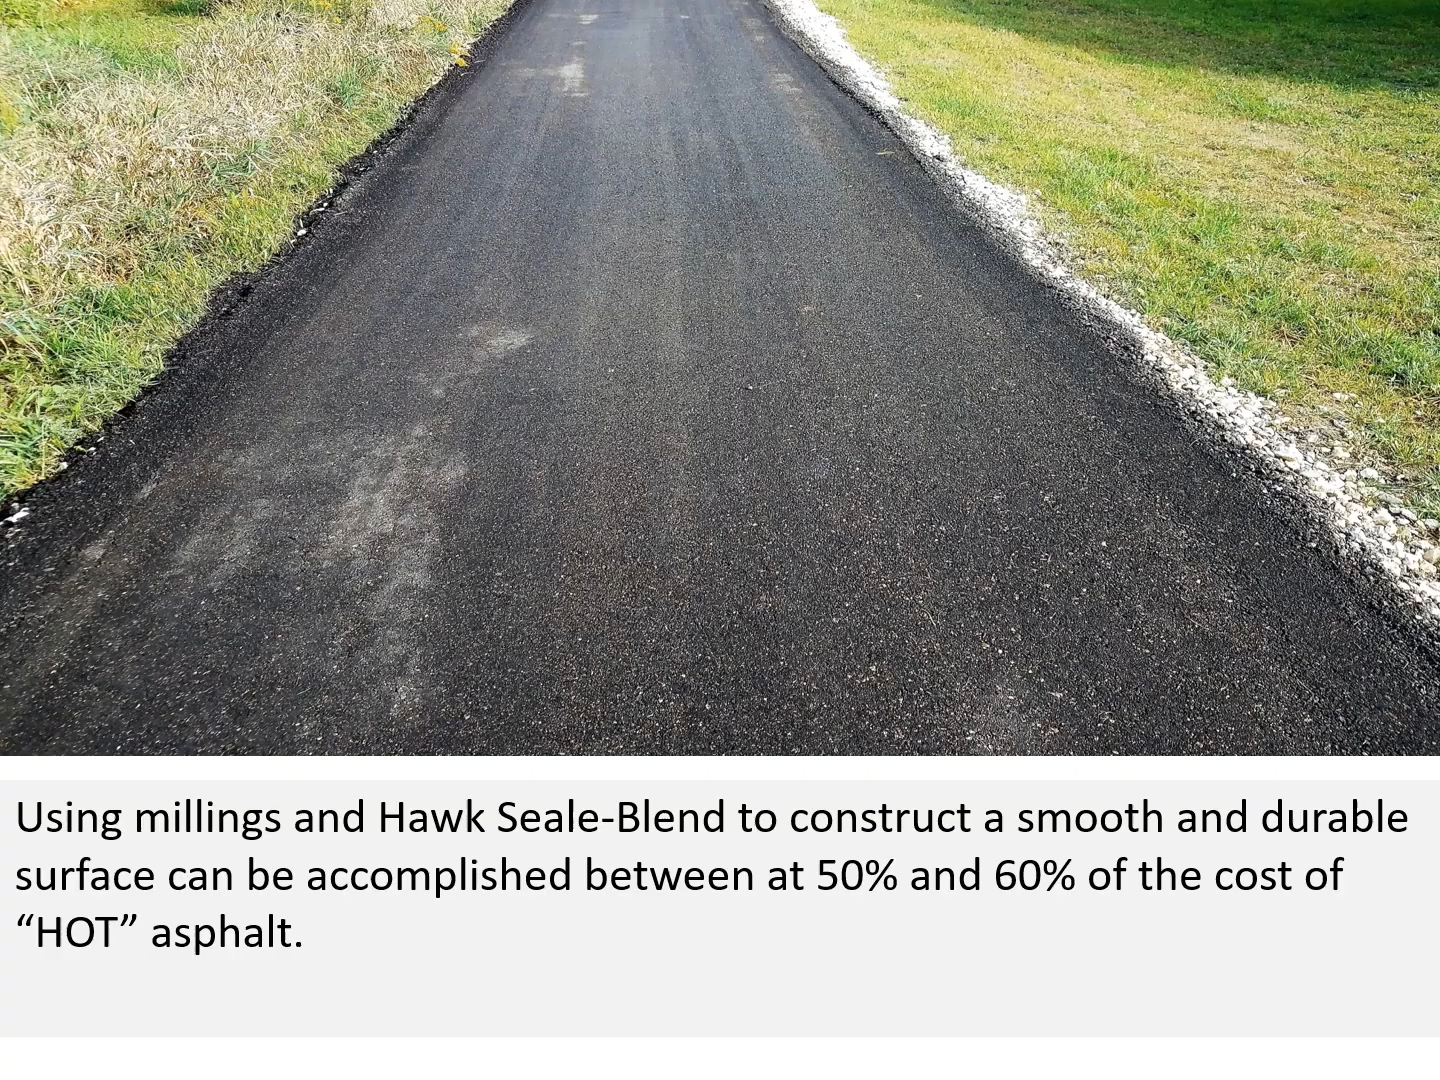 Using millings and Hawk Seale-Blend to construct a smooth and durable
surface can be accomplished between at 50% and 60% of the cost of
“HOT” asphalt.